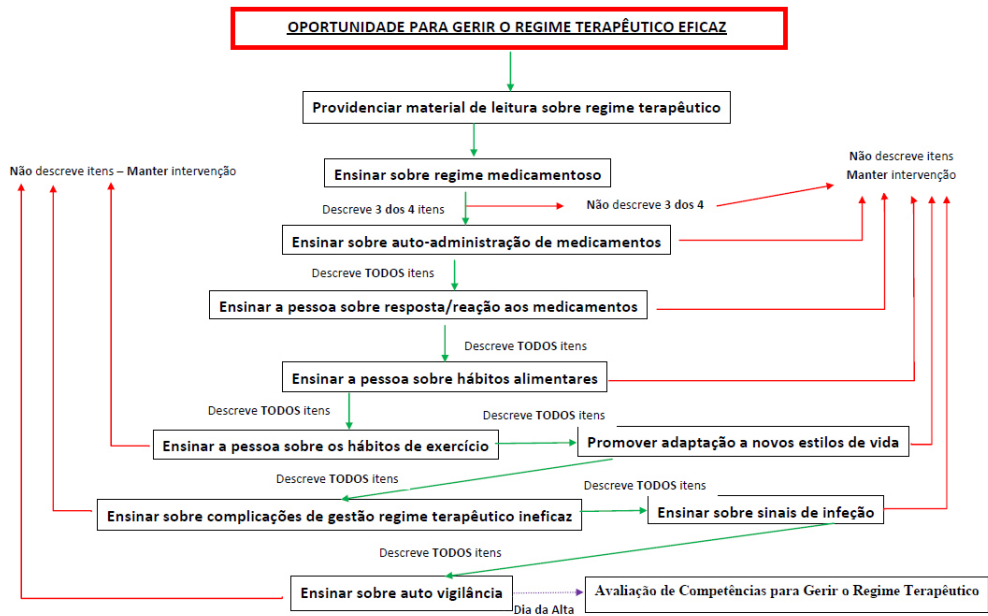 OPORTUNIDADE PARA GERIR O REGIME TERAPÊUTICO EFICAZ
Providenciar material de leitura sobre regime terapêutico
Não descreve itens – Manter intervenção
Não descreve itens
Manter intervenção
Ensinar sobre regime medicamentoso
Descreve 3 dos 4 itens
Não descreve 3 dos 4
Ensinar sobre auto-administração de medicamentos
Descreve TODOS itens
Ensinar a pessoa sobre resposta/reação aos medicamentos
Descreve TODOS itens
Ensinar a pessoa sobre hábitos alimentares
Descreve TODOS itens
Descreve TODOS itens
Ensinar a pessoa sobre os hábitos de exercício
Promover adaptação a novos estilos de vida
Descreve TODOS itens
Descreve TODOS itens
Ensinar sobre complicações de gestão regime terapêutico ineficaz
Ensinar sobre sinais de infeção
Descreve TODOS itens
Ensinar sobre auto vigilância
Dia da Alta
Avaliação de Competências para Gerir o Regime Terapêutico